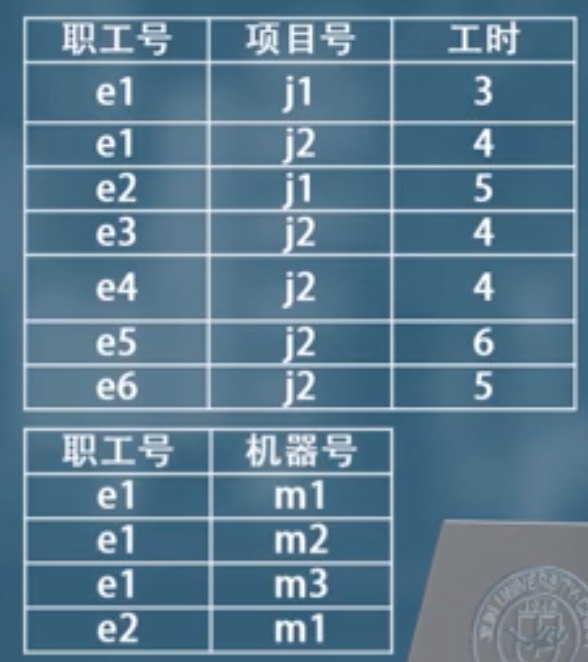 职工号 项目号 工时
e1 j1 3
e1 j2 4
e2 j1 5
e3 j2 4
e4 j2 4
e5 j2 6
e6 j2 5
职工号 机器号
e1 m1
e1 m2
e1 m3
e2 m1